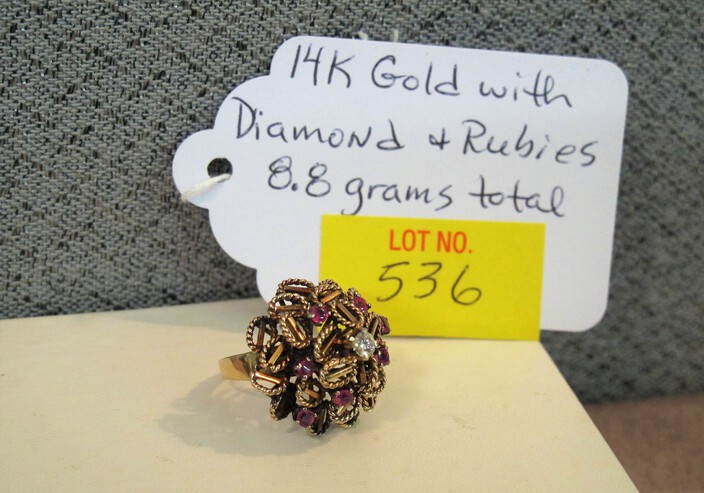 14K Gold with
Diamond & Rubies
8.8 grams total
LOT NO.
536